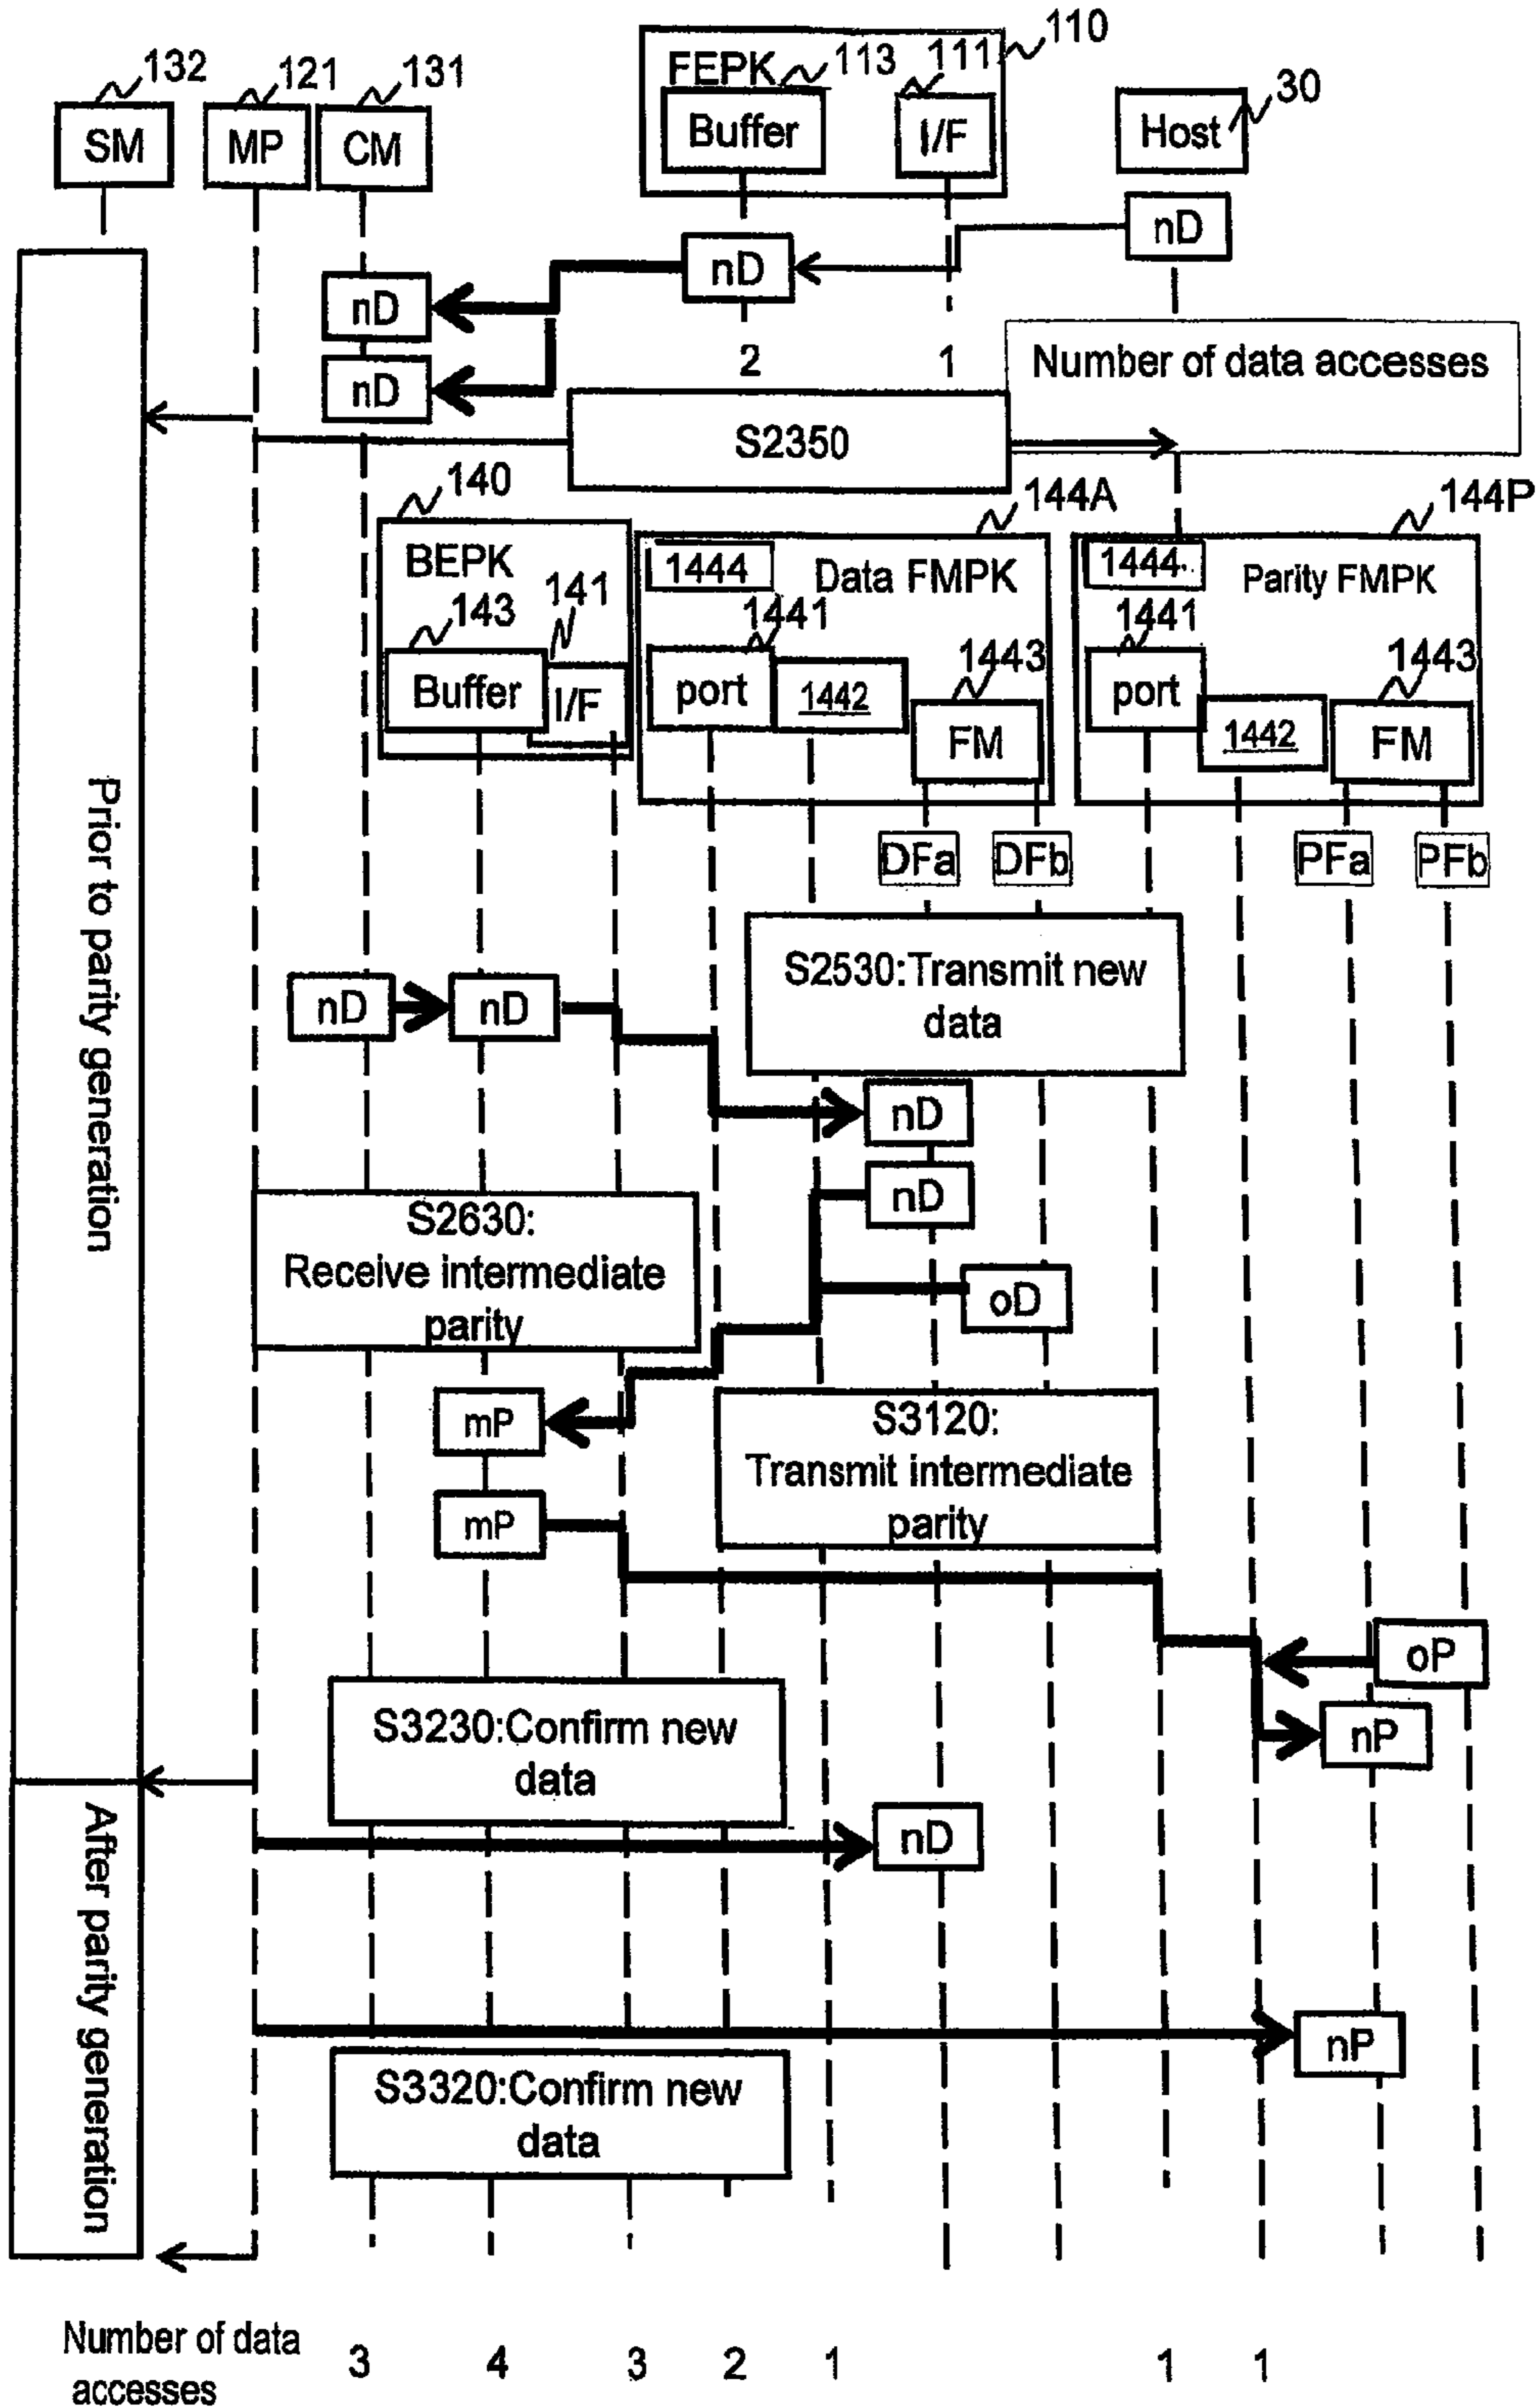 132
121
131
FEPK
113
111
110
30
SM
MP
CM
Buffer
I/F
Host
nD
nD
nD
nD
2
1
Number of data accesses
S2350
140
144A
144P
BEPK
143
141
1444
Data FMPK
1441
1443
1444
Parity FMPK
1441
1443
Buffer
I/F
port
1442
FM
port
1442
FM
DFa
DFb
PFa
PFb
Prior to parity generation
S2530:Transmit new
data
nD
nD
nD
nD
S2630:
Receive intermediate
parity
oD
mP
S3120:
Transmit intermediate
parity
mP
oP
nP
S3230:Confirm new
data
nD
After parity generation
nP
S3320:Confirm new
data
Number of data
accesses
3
4
3
2
1
1
1